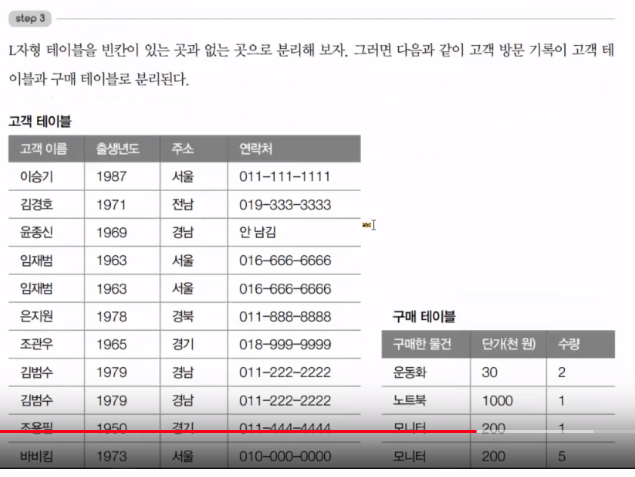 step 3
L자형 테이블을 빈칸이 있는 곳과 없는 곳으로 분리해 보자. 그러면 다음과 같이 고객 방문 기록이 고객 테
이블과 구매 테이블로 분리된다.
고객 테이블
고객 이름 출생년도 주소 연락처
이승기 1987 서울 011-111-1111
김경호 1971 전남 019-333-3333
윤종신 1969 경남 안 남김
임재범 1963 서울 016-666-6666
임재범 1963 서울 016-666-6666
은지원 1978 경북 011-888-8888
조관우 1965 경기 018-999-9999
김범수 1979 경남 011-222-2222
김범수 1979 경남 011-222-2222
조용필 1950 경기 011-444-4444
바비킴 1973 서울 010-000-0000
구매 테이블
구매한 물건 단가(천 원) 수량
운동화 30 2
노트북 1000 1
모니터 200 1
모니터 200 5